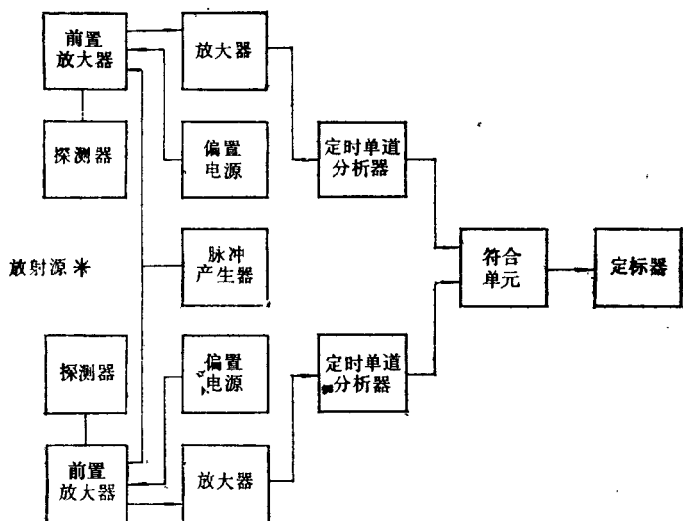 前置
放大器
放大器
探测器
偏置
电源
定时单道
分析器
放射源
脉冲
产生器
符合
单元
定标器
探测器
偏置
电源
定时单道
分析器
前置
放大器
放大器